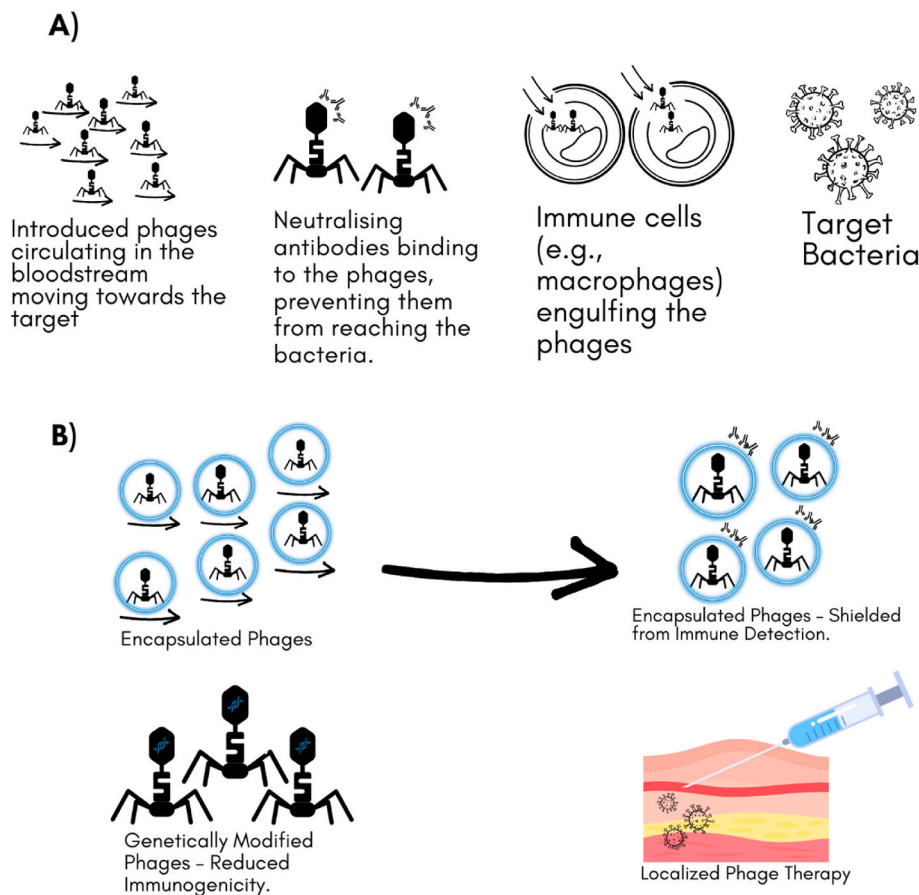 A)
Introduced phages
circulating in the
bloodstream
moving towards the
target
Neutralising
antibodies binding
to the phages,
preventing them
from reaching the
bacteria.
Immune cells
(e.g.,
macrophages)
engulfing the
phages
Target
Bacteria
B)
Encapsulated Phages
Encapsulated Phages - Shielded
from Immune Detection.
Genetically Modified
Phages - Reduced
Immunogenicity.
Localized Phage Therapy